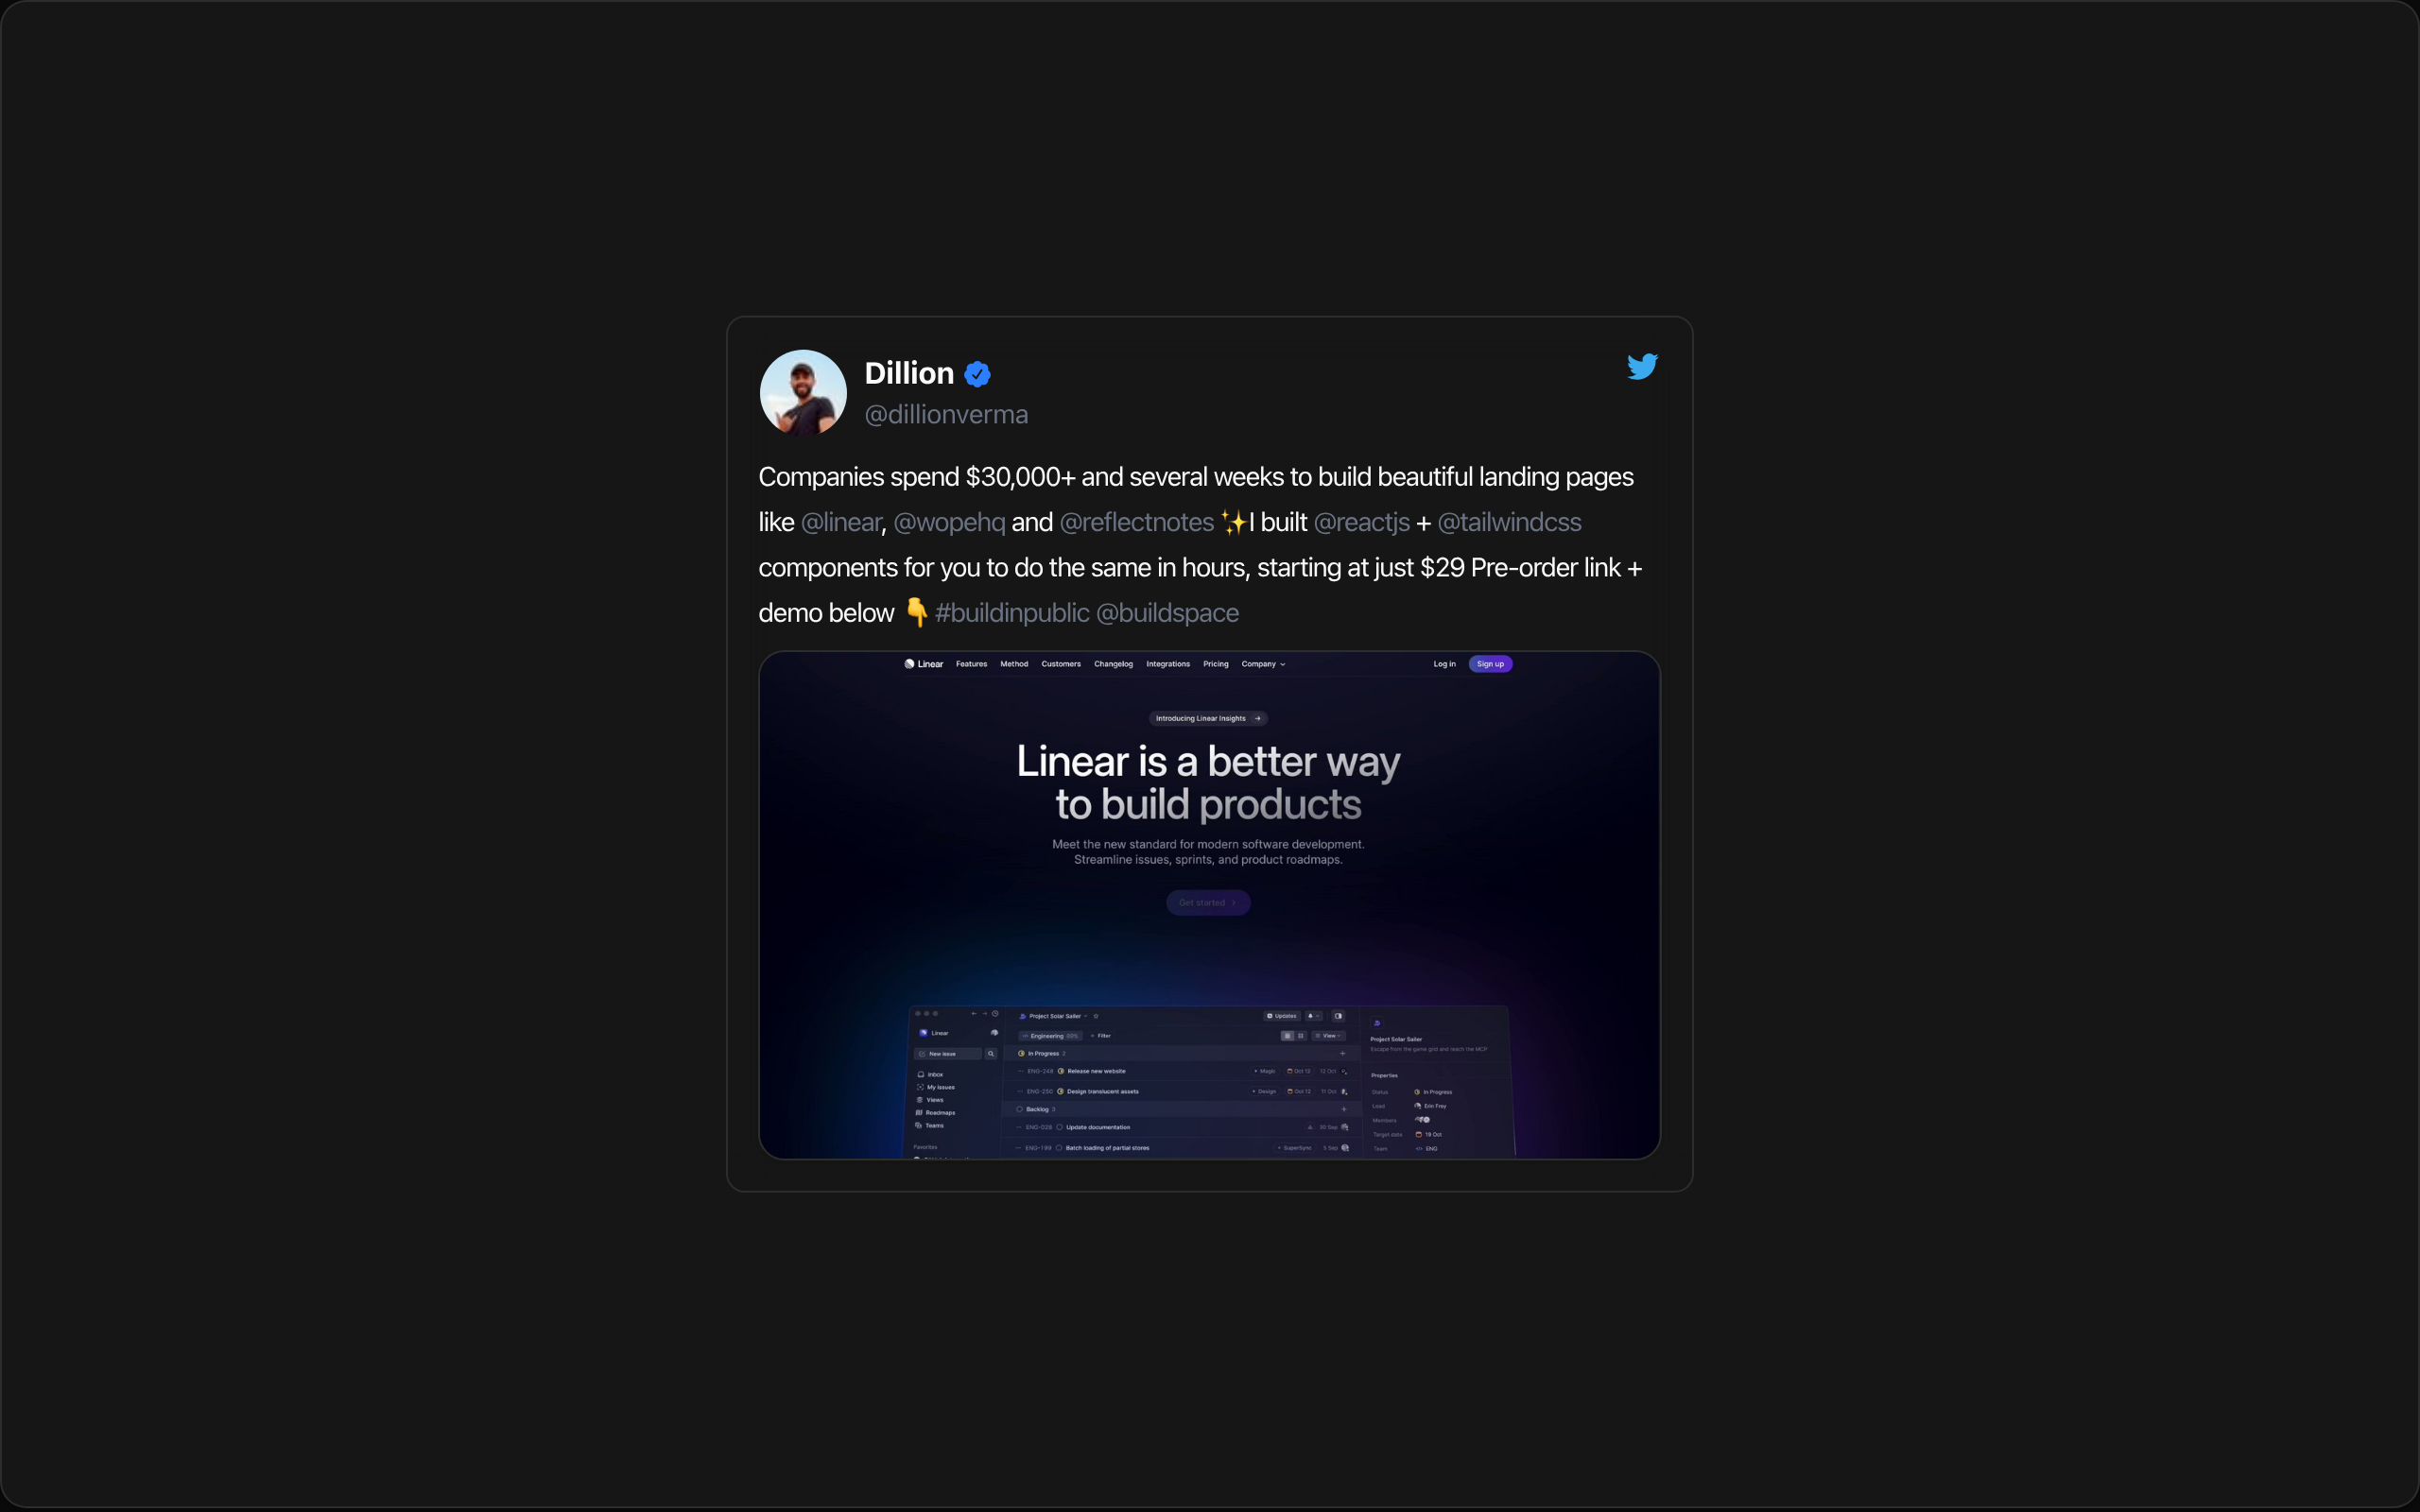 Dillion
@dillionverma
Companies spend $30,000+ and several weeks to build beautiful landing pages
like @linear, @wopehq and @reflectnotes ✨I built @reactjs + @tailwindcss
components for you to do the same in hours, starting at just $29 Pre-order link +
demo below 👇 #buildinpublic @buildspace
Linear Features Method Customers Changelog Integrations Pricing Company Log in Sign up
Introducing Linear Insights →
Linear is a better way
to build products
Meet the new standard for modern software development.
Streamline issues, sprints, and product roadmaps.
Get started
Project Solar Sailer Updates
Linear
Engineering Filter View
New issue
In Progress 2
Project Solar Sailer
Escape from the game grid and reach the MCP
Inbox
ENG-248 Release new website Magic Oct 12 12 Oct
My issues
Properties
ENG-250 Design translucent assets Design Oct 12 11 Oct
Status In Progress
Views
Backlog 3
Lead Erin Frey
Roadmaps
Members
Teams
ENG-028 Update documentation 30 Sep
Target date 19 Oct
Favorites
ENG-189 Batch loading of partial stores SuperSync 5 Sep
Team ENG